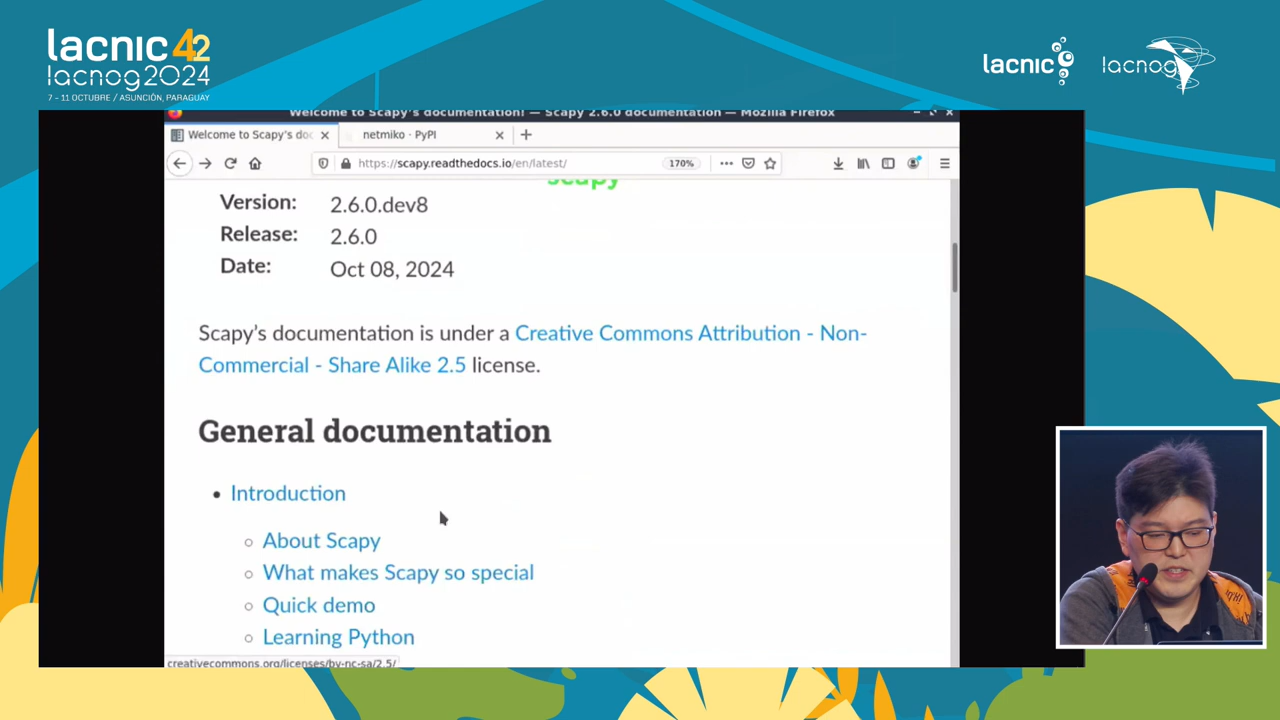 lacnic 42
lacnog2024
7 - 11 OCTUBRE / ASUNCIÓN, PARAGUAY
lacnic
lacnog
Welcome to Scapy's documentation! — Scapy 2.6.0 documentation — Mozilla Firefox
Welcome to Scapy's doc
netmiko · PyPI
https://scapy.readthedocs.io/en/latest/
170%
scapy
Version: 2.6.0.dev8
Release: 2.6.0
Date: Oct 08, 2024
Scapy's documentation is under a Creative Commons Attribution - Non-
Commercial - Share Alike 2.5 license.
General documentation
• Introduction
○ About Scapy
○ What makes Scapy so special
○ Quick demo
○ Learning Python
creativecommons.org/licenses/by-nc-sa/2.5/